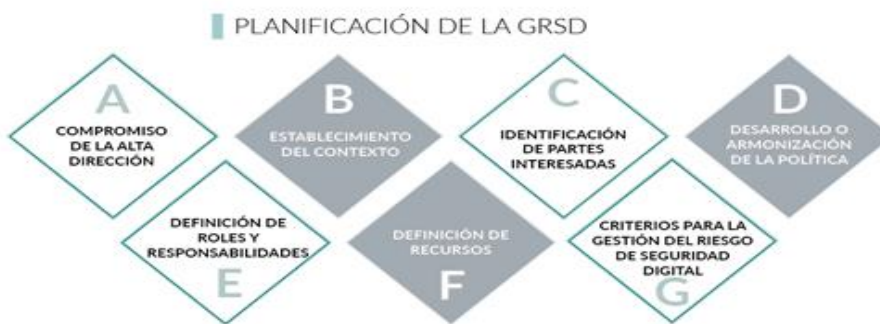 PLANIFICACIÓN DE LA GRSD
A
COMPROMISO
DE LA ALTA
DIRECCIÓN
B
ESTABLECIMIENTO
DEL CONTEXTO
C
IDENTIFICACIÓN
DE PARTES
INTERESADAS
D
DESARROLLO O
ARMONIZACIÓN
DE LA POLÍTICA
DEFINICIÓN DE
ROLES Y
RESPONSABILIDADES
E
DEFINICIÓN DE
RECURSOS
F
CRITERIOS PARA LA
GESTIÓN DEL RIESGO
DE SEGURIDAD
DIGITAL
G